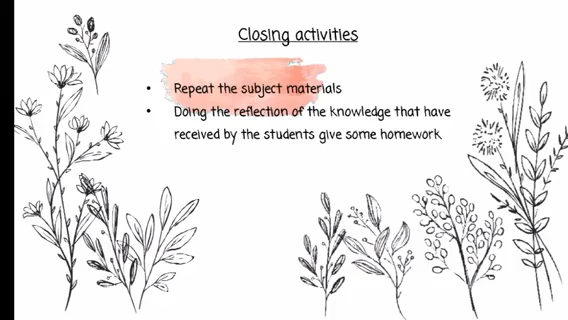 Closing activities
• Repeat the subject materials
• Doing the reflection of the knowledge that have
received by the students give some homework